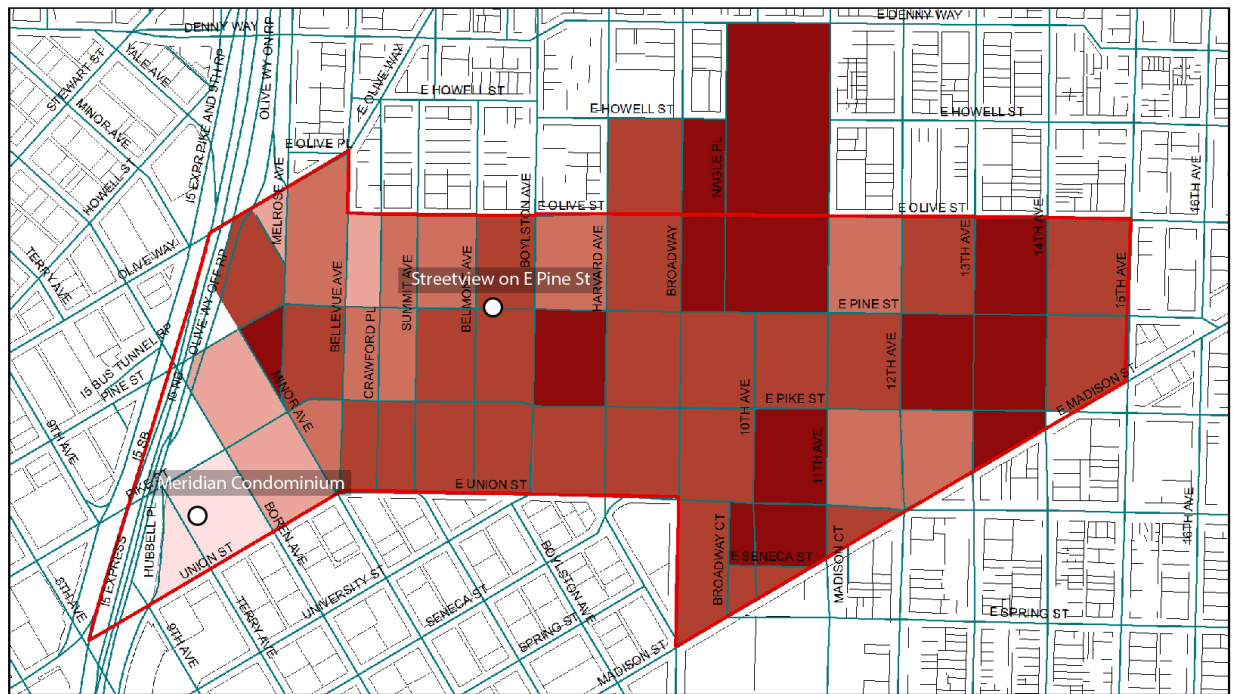 E DENNY WAY
DENNY WAY
STEWART ST
YALE AVE
MINOR AVE
HOWELL ST
TERRY AVE
OLIVE WAY
I5 EXPR PIKE AND 9TH RP
OLIVE WY ON RP
E OLIVE WAY
E HOWELL ST
E HOWELL ST
E HOWELL ST
E OLIVE PL
MELROSE AVE
NAGLE PL
16TH AVE
E OLIVE ST
E OLIVE ST
BOYLSTON AVE
HARVARD AVE
BROADWAY
13TH AVE
14TH AVE
15TH AVE
OLIVE WY OFF RP
BELLEVUE AVE
CRAWFORD PL
SUMMIT AVE
BELMONT AVE
Streetview on E Pine St
E PINE ST
I5 BUS TUNNEL RP
PINE ST
I5 NB
MINOR AVE
12TH AVE
E MADISON ST
E PIKE ST
10TH AVE
11TH AVE
9TH AVE
I5 SB
PIKE ST
Meridian Condominium
E UNION ST
HUBBELL PL
UNION ST
BOREN AVE
I5 EXPRESS
8TH AVE
9TH AVE
TERRY AVE
UNIVERSITY ST
SENECA ST
SPRING ST
BOYLSTON AVE
MADISON ST
BROADWAY CT
E SENECA ST
MADISON CT
E SPRING ST
16TH AVE